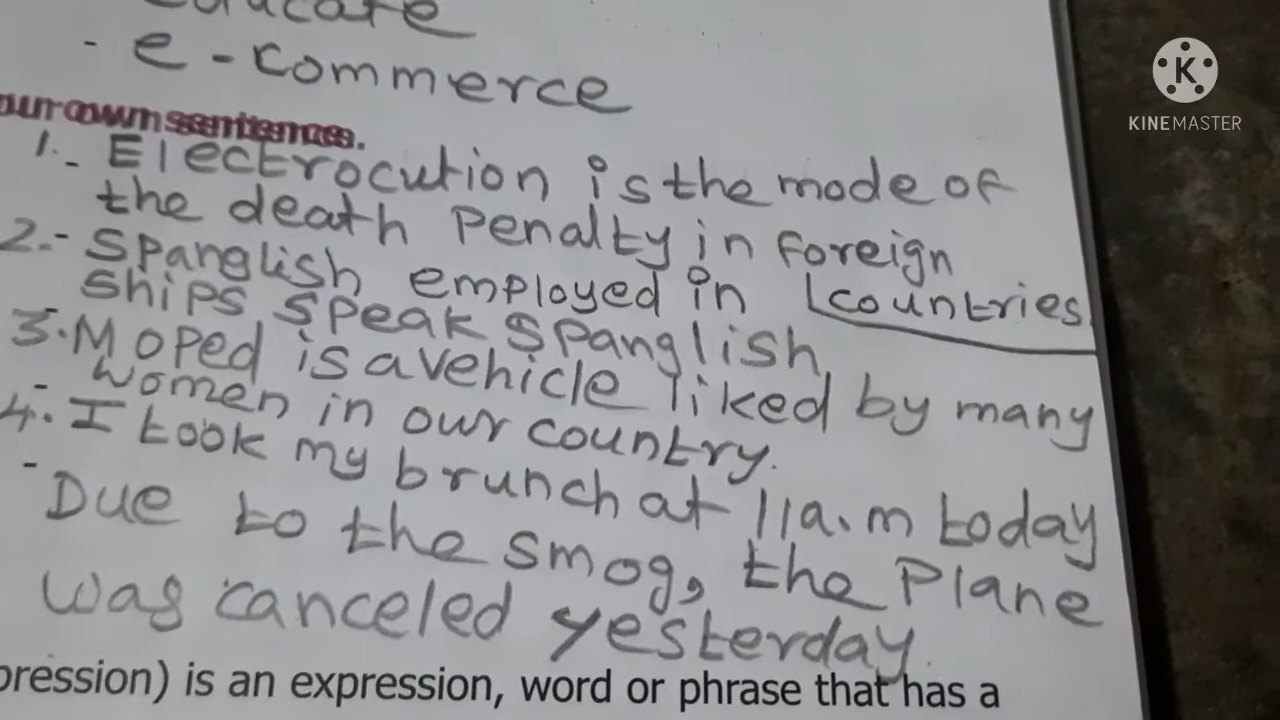 educate
- e-commerce
our own sentences.
1.- Electrocution is the mode of
the death Penalty in foreign
countries.
2.- Spanglish employed in
ships speak Spanglish
3. Moped is a vehicle liked by many
- women in our country.
4. I took my brunch at 11a.m today
- Due to the smog, the Plane
was canceled yesterday.
pression) is an expression, word or phrase that has a
K
KINEMASTER